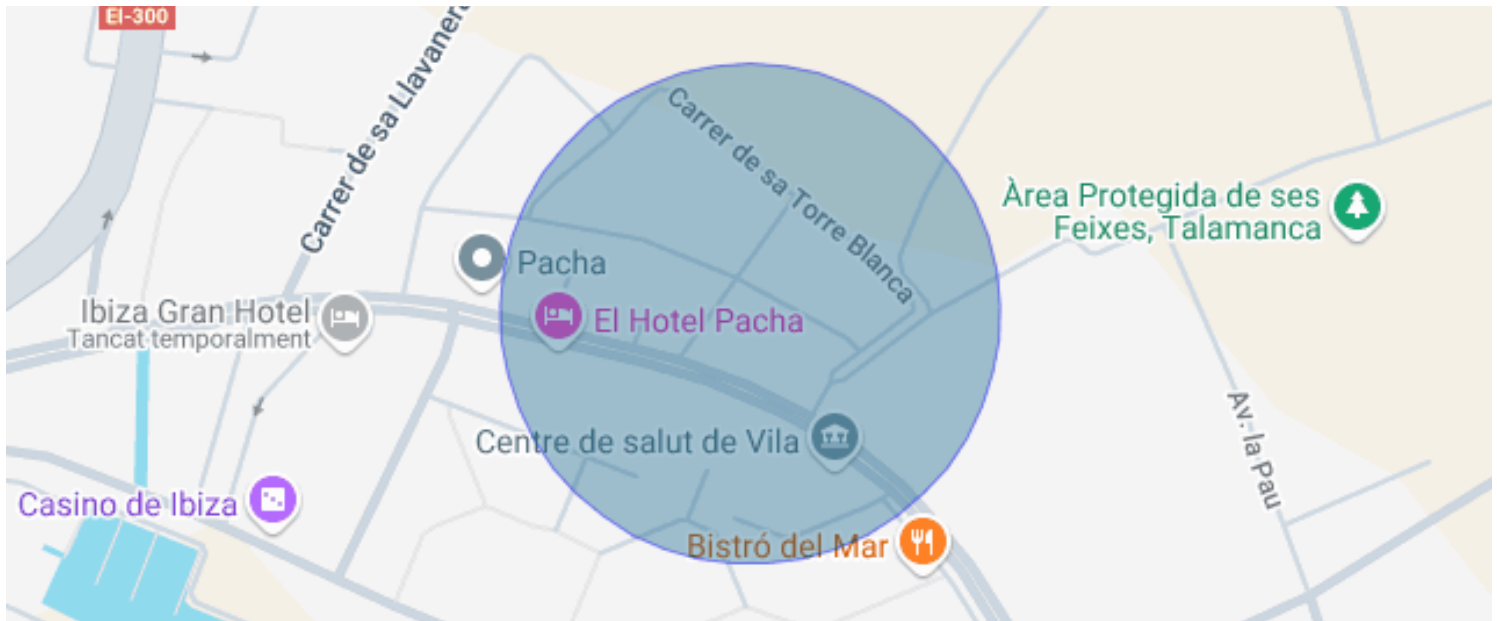 EI-300
Carrer de sa Llavanera
Carrer de sa Torre Blanca
Àrea Protegida de ses
Feixes, Talamanca
Pacha
Ibiza Gran Hotel
Tancat temporalment
El Hotel Pacha
Centre de salut de Vila
Av. la Pau
Casino de Ibiza
Bistró del Mar